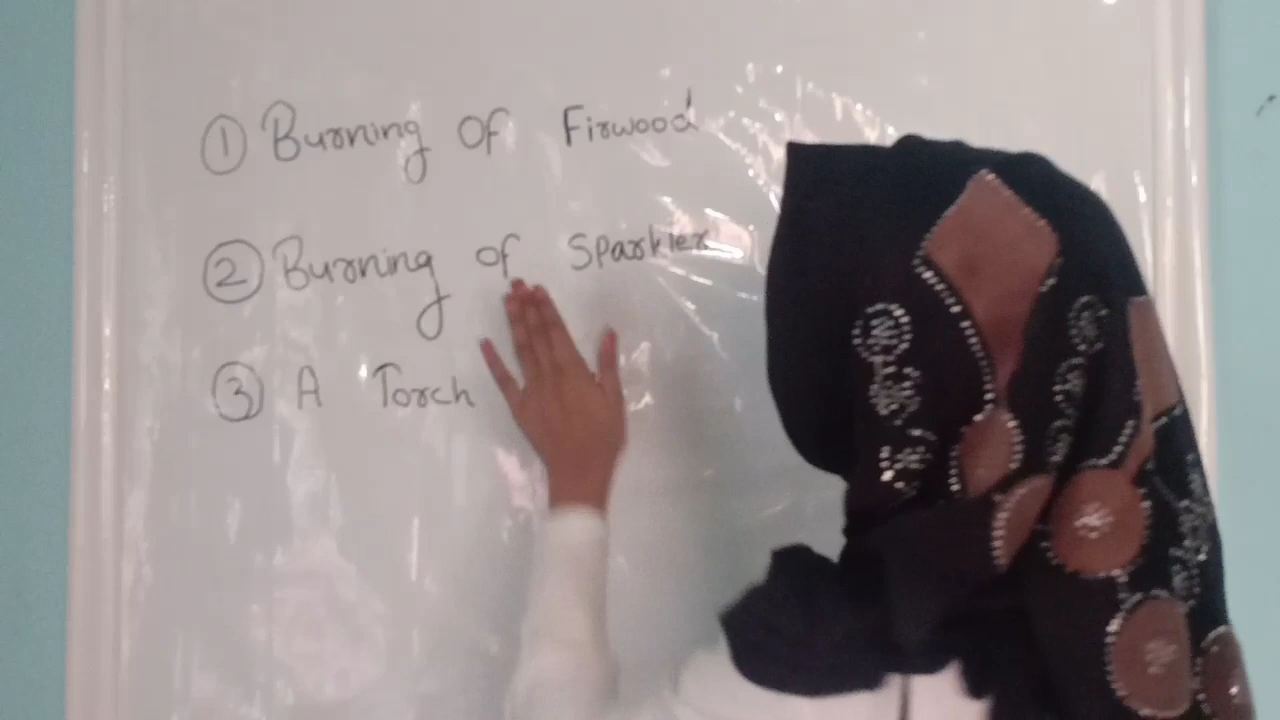 ① Burning Of Firwood
② Burning of Sparkler
③ A Torch